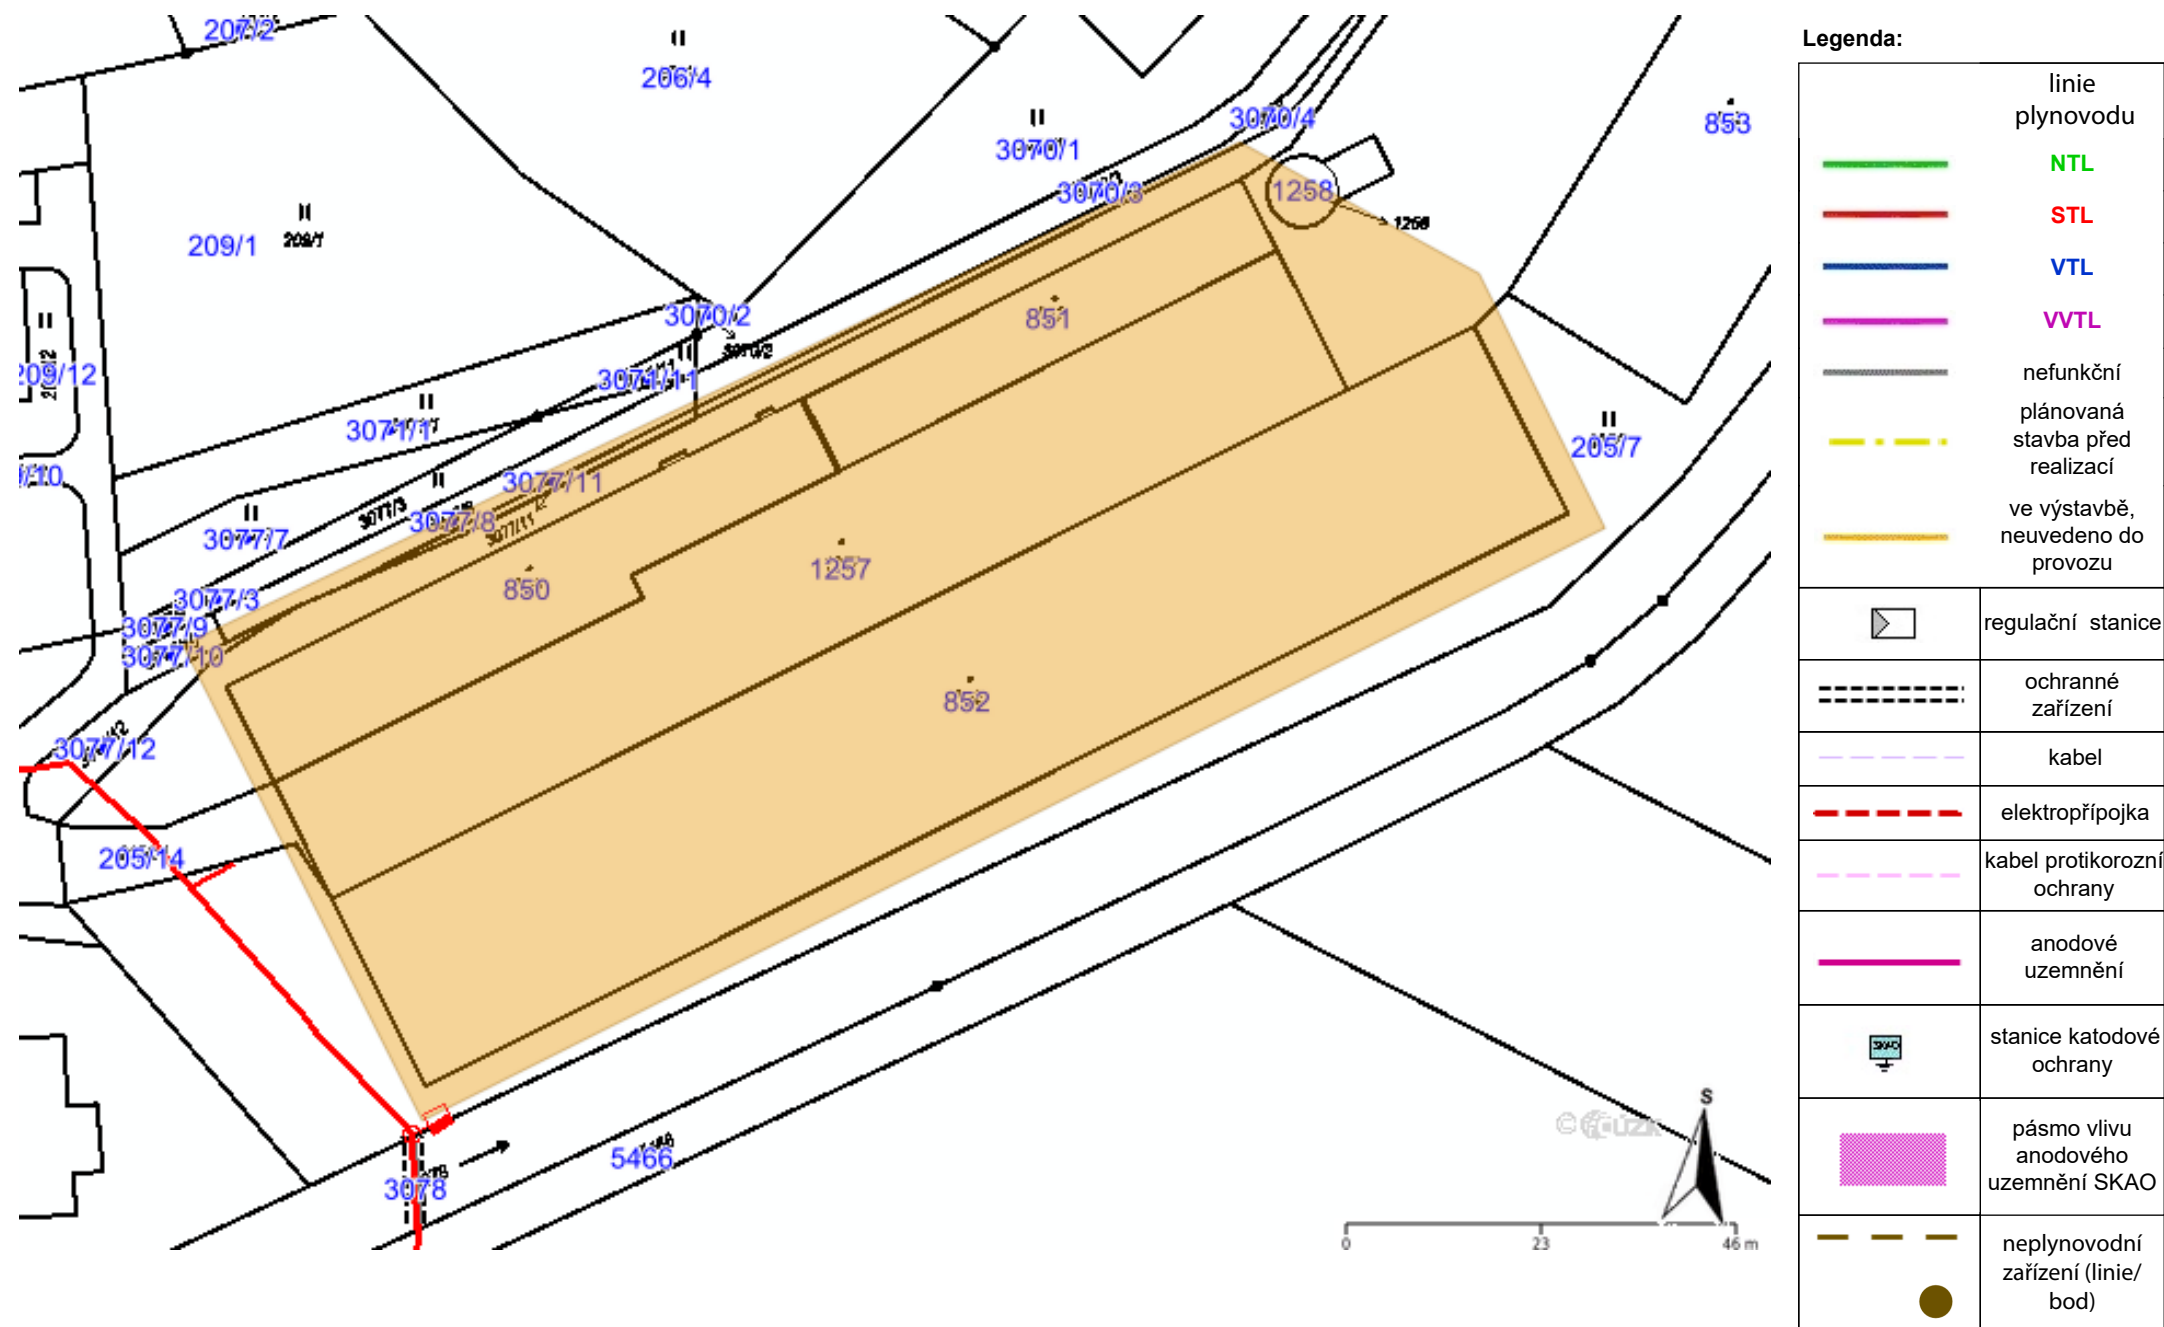 207/2
206/4
3070/1
3070/4
853
209/1
209/1
3070/3
1258
1258
851
3070/2
3070/2
3071/11
209/12
3071/1
205/7
/10
3077/11
3077/3
3077/8
3077/11
3077/7
850
1257
3077/3
3077/9
3077/10
852
3077/12
205/14
5466
3078
S
0
23
46 m
Legenda:
linie
plynovodu
NTL
STL
VTL
VVTL
nefunkční
plánovaná
stavba před
realizací
ve výstavbě,
neuvedeno do
provozu
regulační stanice
ochranné
zařízení
kabel
elektropřípojka
kabel protikorozní
ochrany
anodové
uzemnění
SKAO
stanice katodové
ochrany
pásmo vlivu
anodového
uzemnění SKAO
neplynovodní
zařízení (linie/
bod)